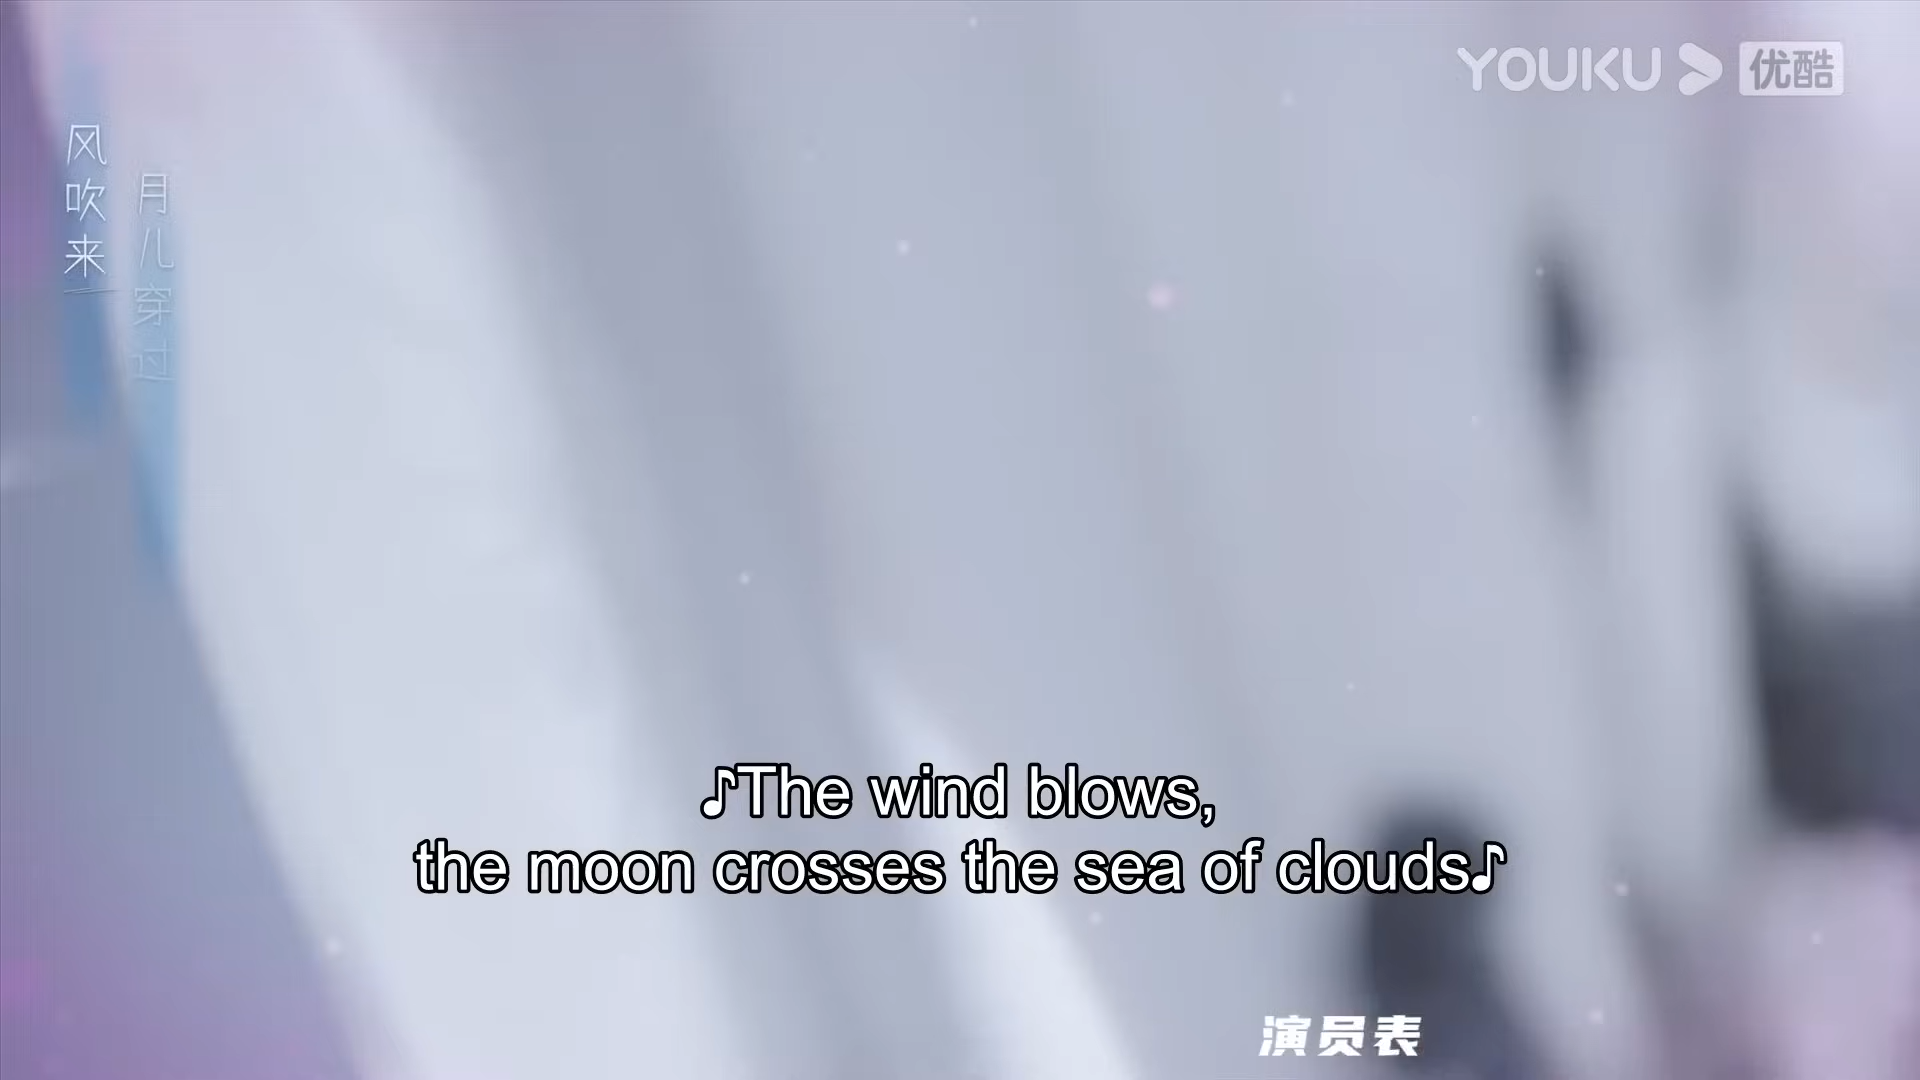 YOUKU 优酷
风吹来
月儿穿过
♪The wind blows,
the moon crosses the sea of clouds♪
演员表